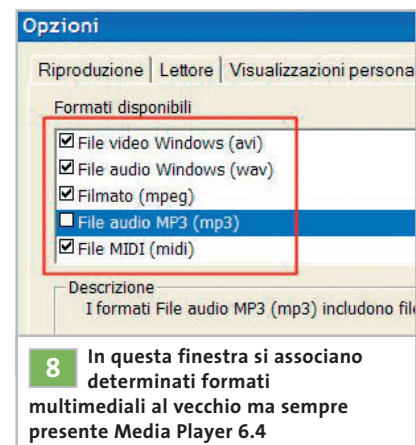 Opzioni
Riproduzione Lettore Visualizzazioni persona
Formati disponibili
File video Windows (avi)
File audio Windows (wav)
Filmato (mpeg)
File audio MP3 (mp3)
File MIDI (midi)
Descrizione
I formati File audio MP3 (mp3) includono file
8 In questa finestra si associano
determinati formati
multimediali al vecchio ma sempre
presente Media Player 6.4